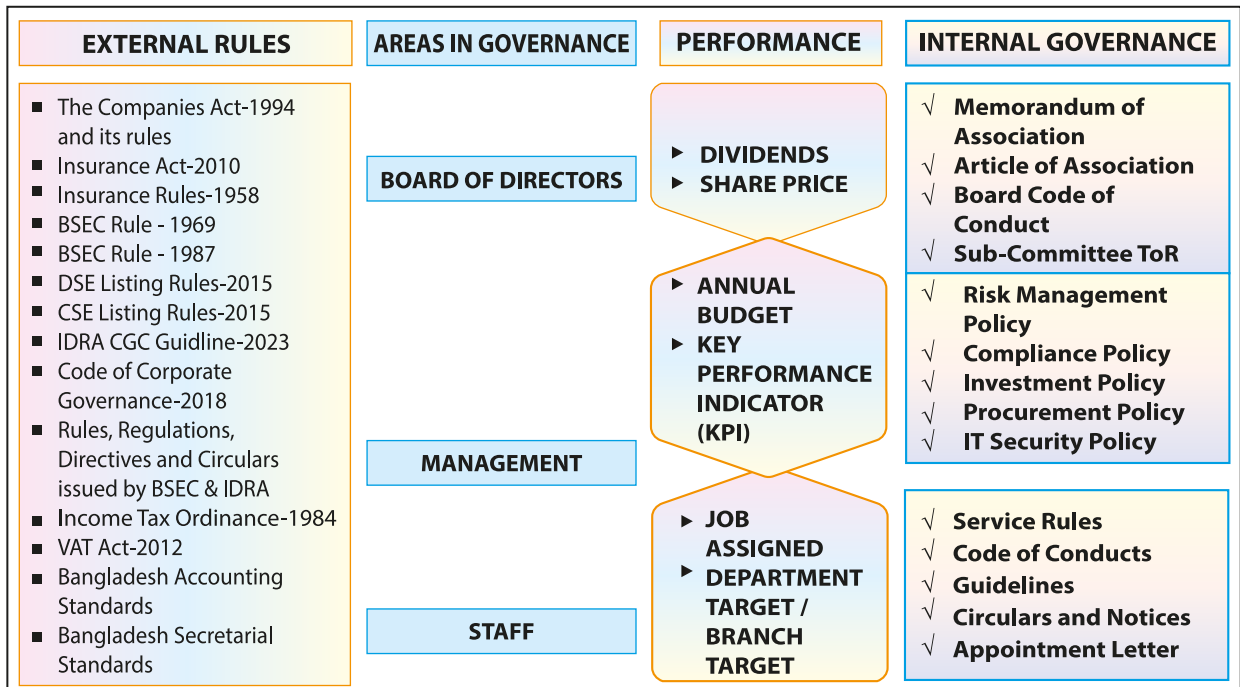 EXTERNAL RULES
■ The Companies Act-1994
and its rules
■ Insurance Act-2010
■ Insurance Rules-1958
■ BSEC Rule - 1969
■ BSEC Rule - 1987
■ DSE Listing Rules-2015
■ CSE Listing Rules-2015
■ IDRA CGC Guidline-2023
■ Code of Corporate
Governance-2018
■ Rules, Regulations,
Directives and Circulars
issued by BSEC & IDRA
■ Income Tax Ordinance-1984
■ VAT Act-2012
■ Bangladesh Accounting
Standards
■ Bangladesh Secretarial
Standards
AREAS IN GOVERNANCE
BOARD OF DIRECTORS
MANAGEMENT
STAFF
PERFORMANCE
▶ DIVIDENDS
▶ SHARE PRICE
▶ ANNUAL
BUDGET
▶ KEY
PERFORMANCE
INDICATOR
(KPI)
▶ JOB
ASSIGNED
▶ DEPARTMENT
TARGET /
BRANCH
TARGET
INTERNAL GOVERNANCE
√ Memorandum of
Association
√ Article of Association
√ Board Code of
Conduct
√ Sub-Committee ToR
√ Risk Management
Policy
√ Compliance Policy
√ Investment Policy
√ Procurement Policy
√ IT Security Policy
√ Service Rules
√ Code of Conducts
√ Guidelines
√ Circulars and Notices
√ Appointment Letter